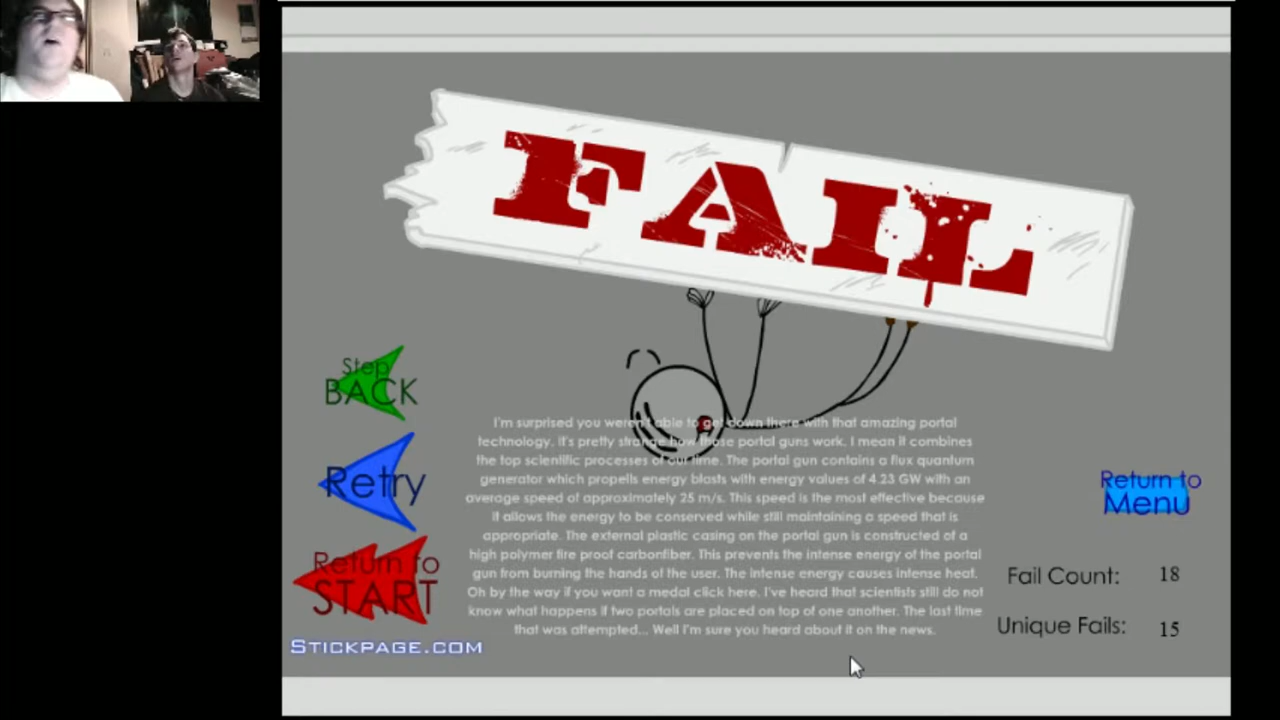 FAIL
Step
BACK
Retry
Return to
START
STICKPAGE.COM
I'm surprised you weren't able to get down there with that amazing portal
technology. It's pretty strange how those portal guns work. I mean it combines
the top scientific processes of our time. The portal gun contains a flux quantum
generator which propells energy blasts with energy values of 4.23 GW with an
average speed of approximately 25 m/s. This speed is the most effective because
it allows the energy to be conserved while still maintaining a speed that is
appropriate. The external plastic casing on the portal gun is constructed of a
high polymer fire proof carbonfiber. This prevents the intense energy of the portal
gun from burning the hands of the user. The intense energy causes intense heat.
Oh by the way if you want a medal click here. I've heard that scientists still do not
know what happens if two portals are placed on top of one another. The last time
that was attempted... Well I'm sure you heard about it on the news.
Return to
Menu
Fail Count: 18
Unique Fails: 15